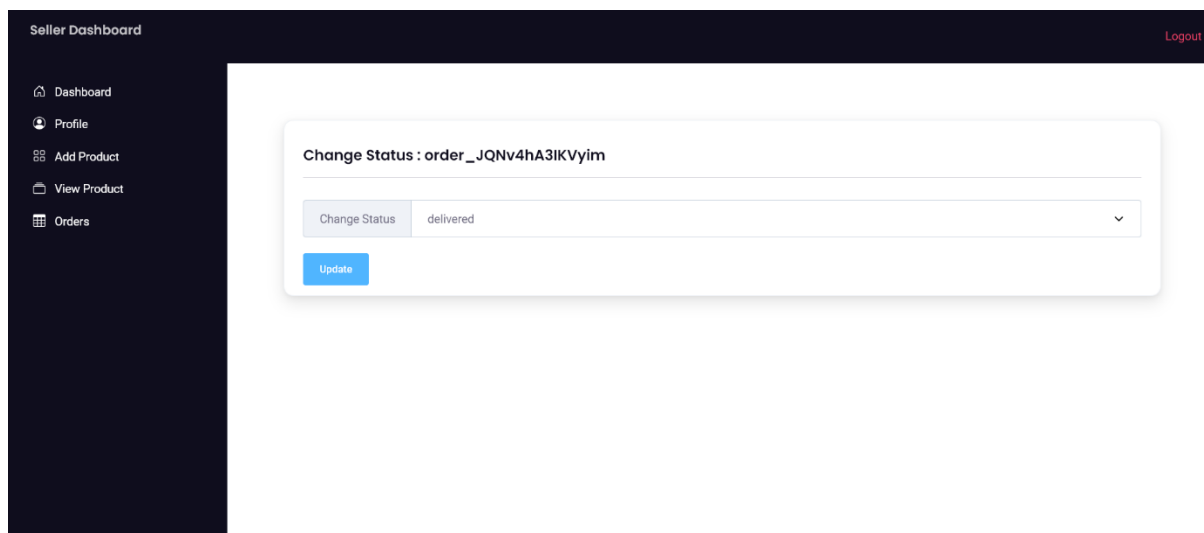 Seller Dashboard
Logout
Dashboard
Profile
Add Product
View Product
Orders
Change Status : order_JQNv4hA3IKVyim
Change Status delivered
Update